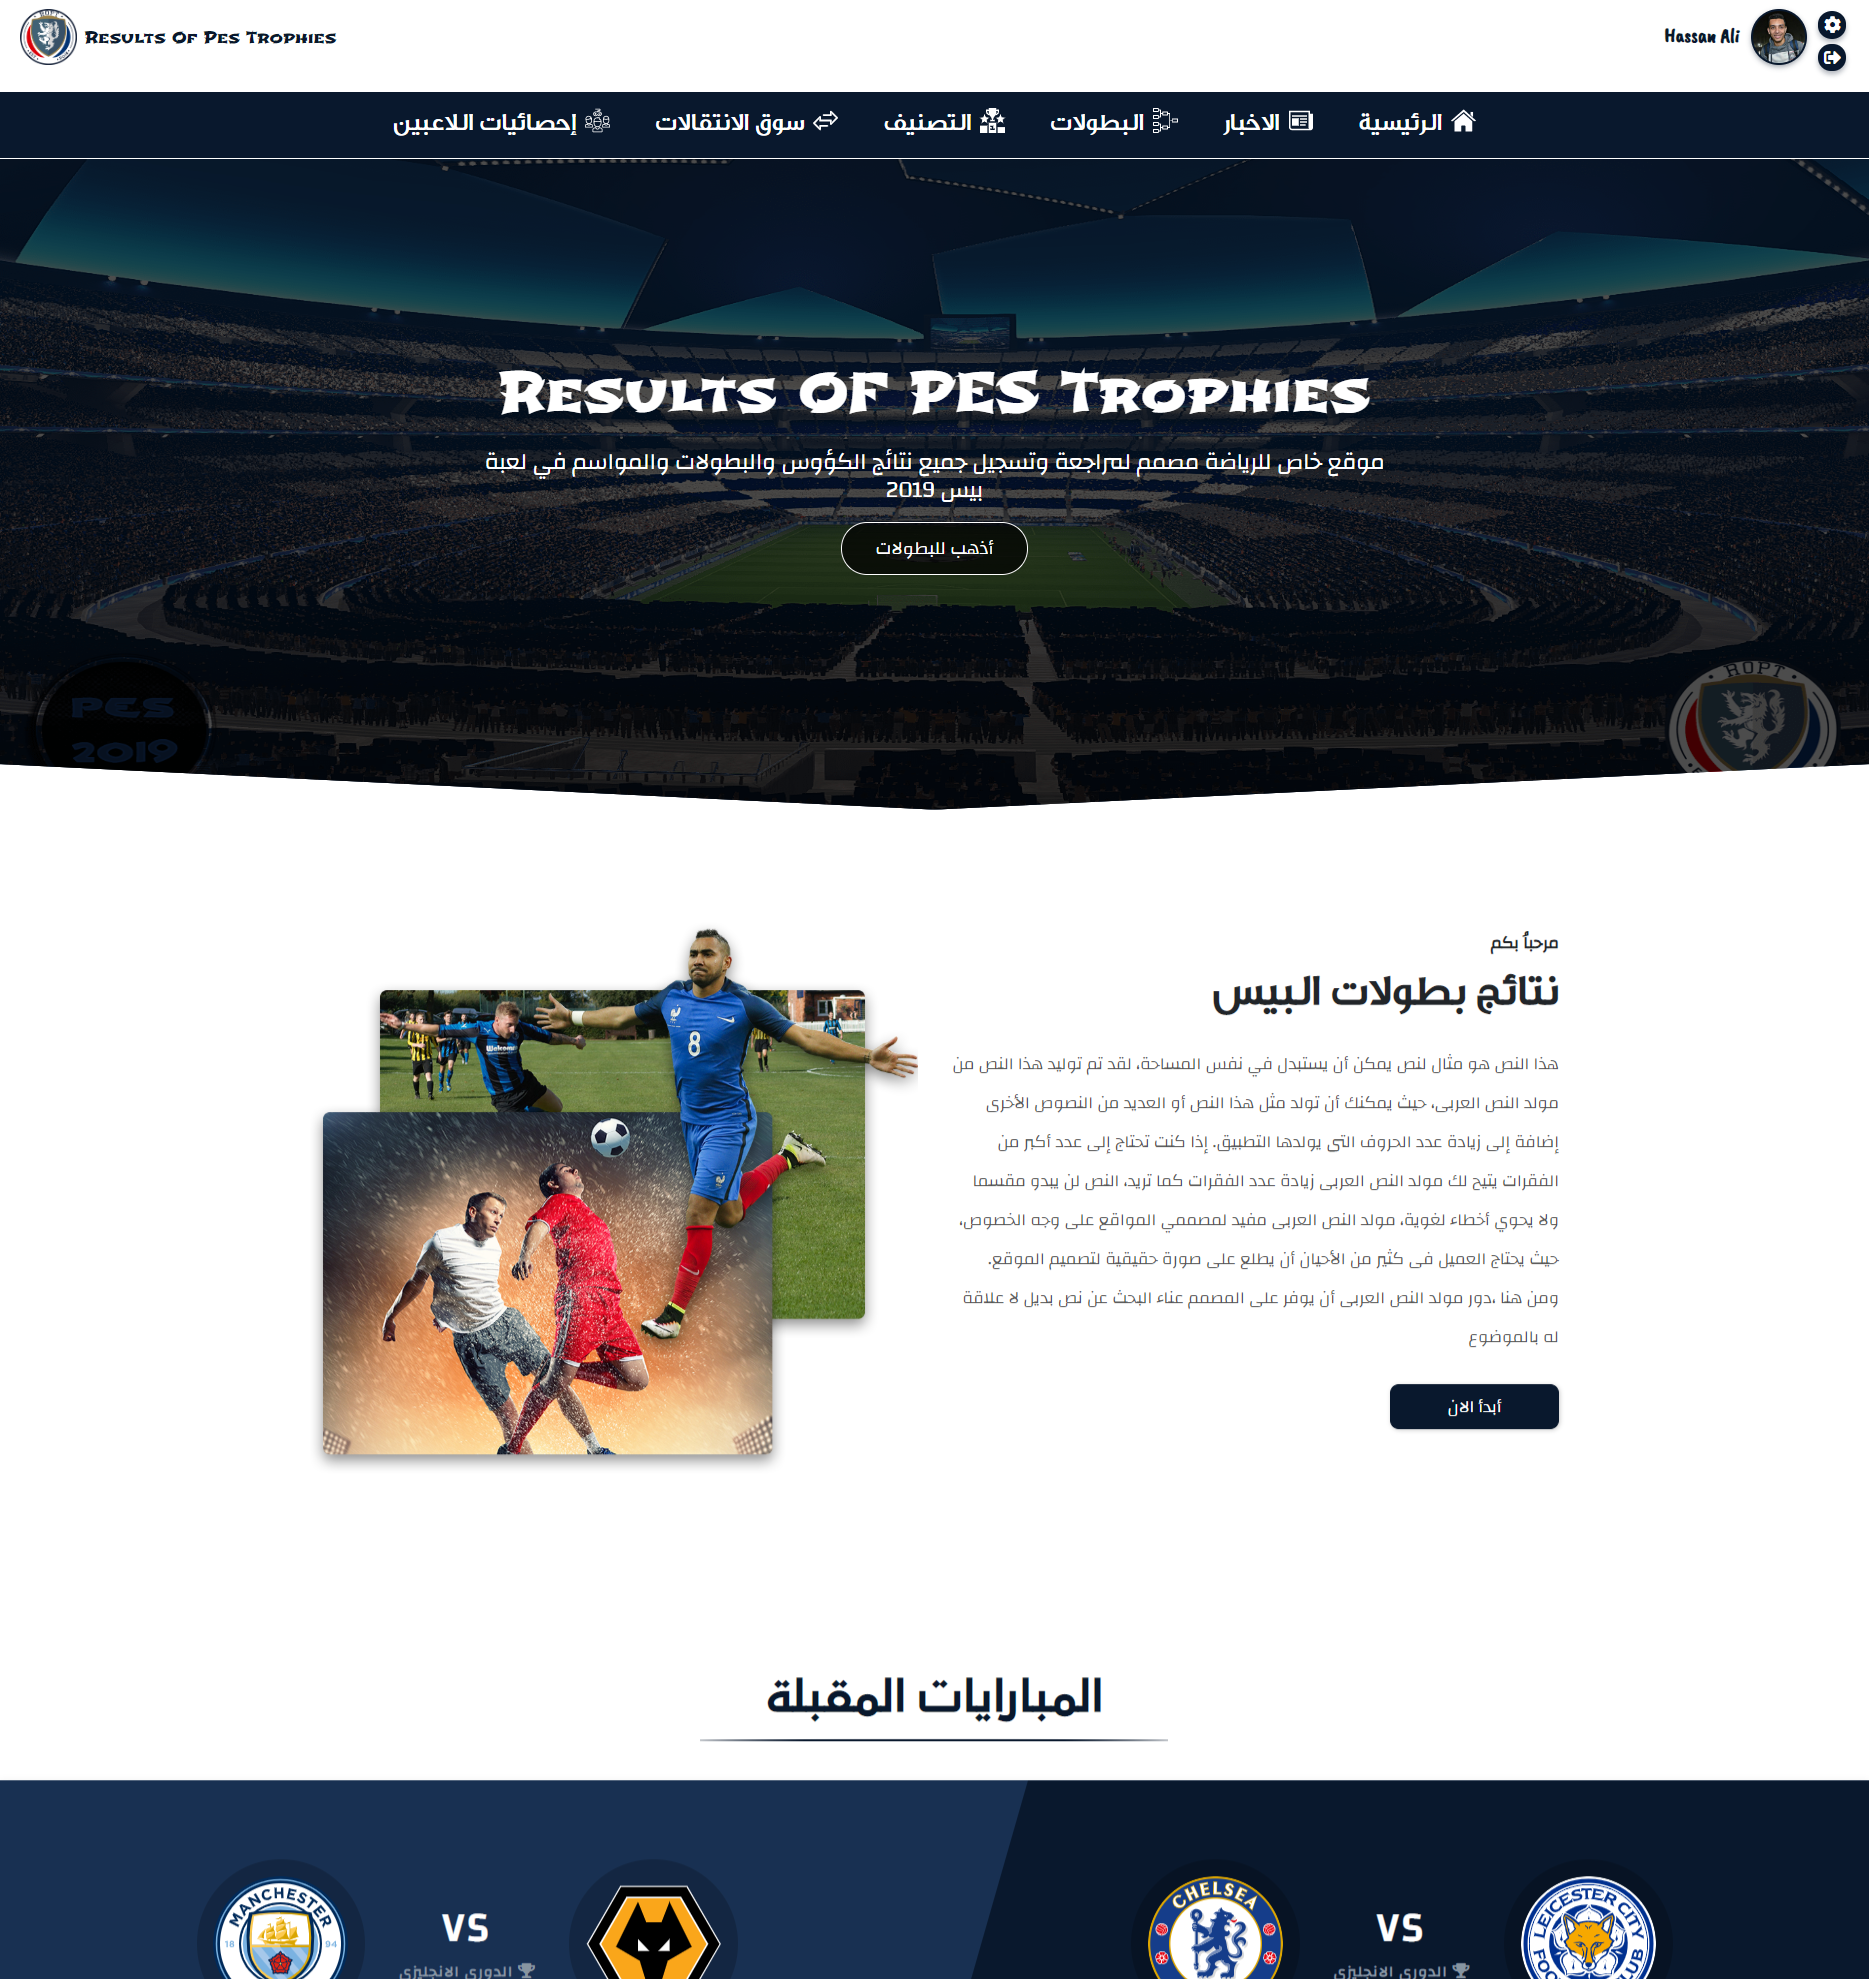 ROPT
Results Of Pes Trophies
Hassan Ali
الرئيسية
الاخبار
البطولات
التصنيف
سوق الانتقالات
إحصائيات اللاعبين
Results Of PES Trophies
موقع خاص للرياضة مصمم لمراجعة وتسجيل جميع نتائج الكؤوس والبطولات والمواسم في لعبة
بيس 2019
أذهب للبطولات
PES
2019
ROPT
مرحباً بكم
نتائج بطولات البيس
هذا النص هو مثال لنص يمكن أن يستبدل في نفس المساحة، لقد تم توليد هذا النص من
مولد النص العربى، حيث يمكنك أن تولد مثل هذا النص أو العديد من النصوص الأخرى
إضافة إلى زيادة عدد الحروف التى يولدها التطبيق. إذا كنت تحتاج إلى عدد أكبر من
الفقرات يتيح لك مولد النص العربى زيادة عدد الفقرات كما تريد، النص لن يبدو مقسما
ولا يحوي أخطاء لغوية، مولد النص العربى مفيد لمصممي المواقع على وجه الخصوص،
حيث يحتاج العميل فى كثير من الأحيان أن يطلع على صورة حقيقية لتصميم الموقع.
ومن هنا ،دور مولد النص العربى أن يوفر على المصمم عناء البحث عن نص بديل لا علاقة
له بالموضوع
أبدأ الان
8
المباريات المقبلة
LEICESTER CITY
FOOTBALL CLUB
VS
الدوري الانجليزي
CHELSEA
VS
الدوري الانجليزي
MANCHESTER
18 94